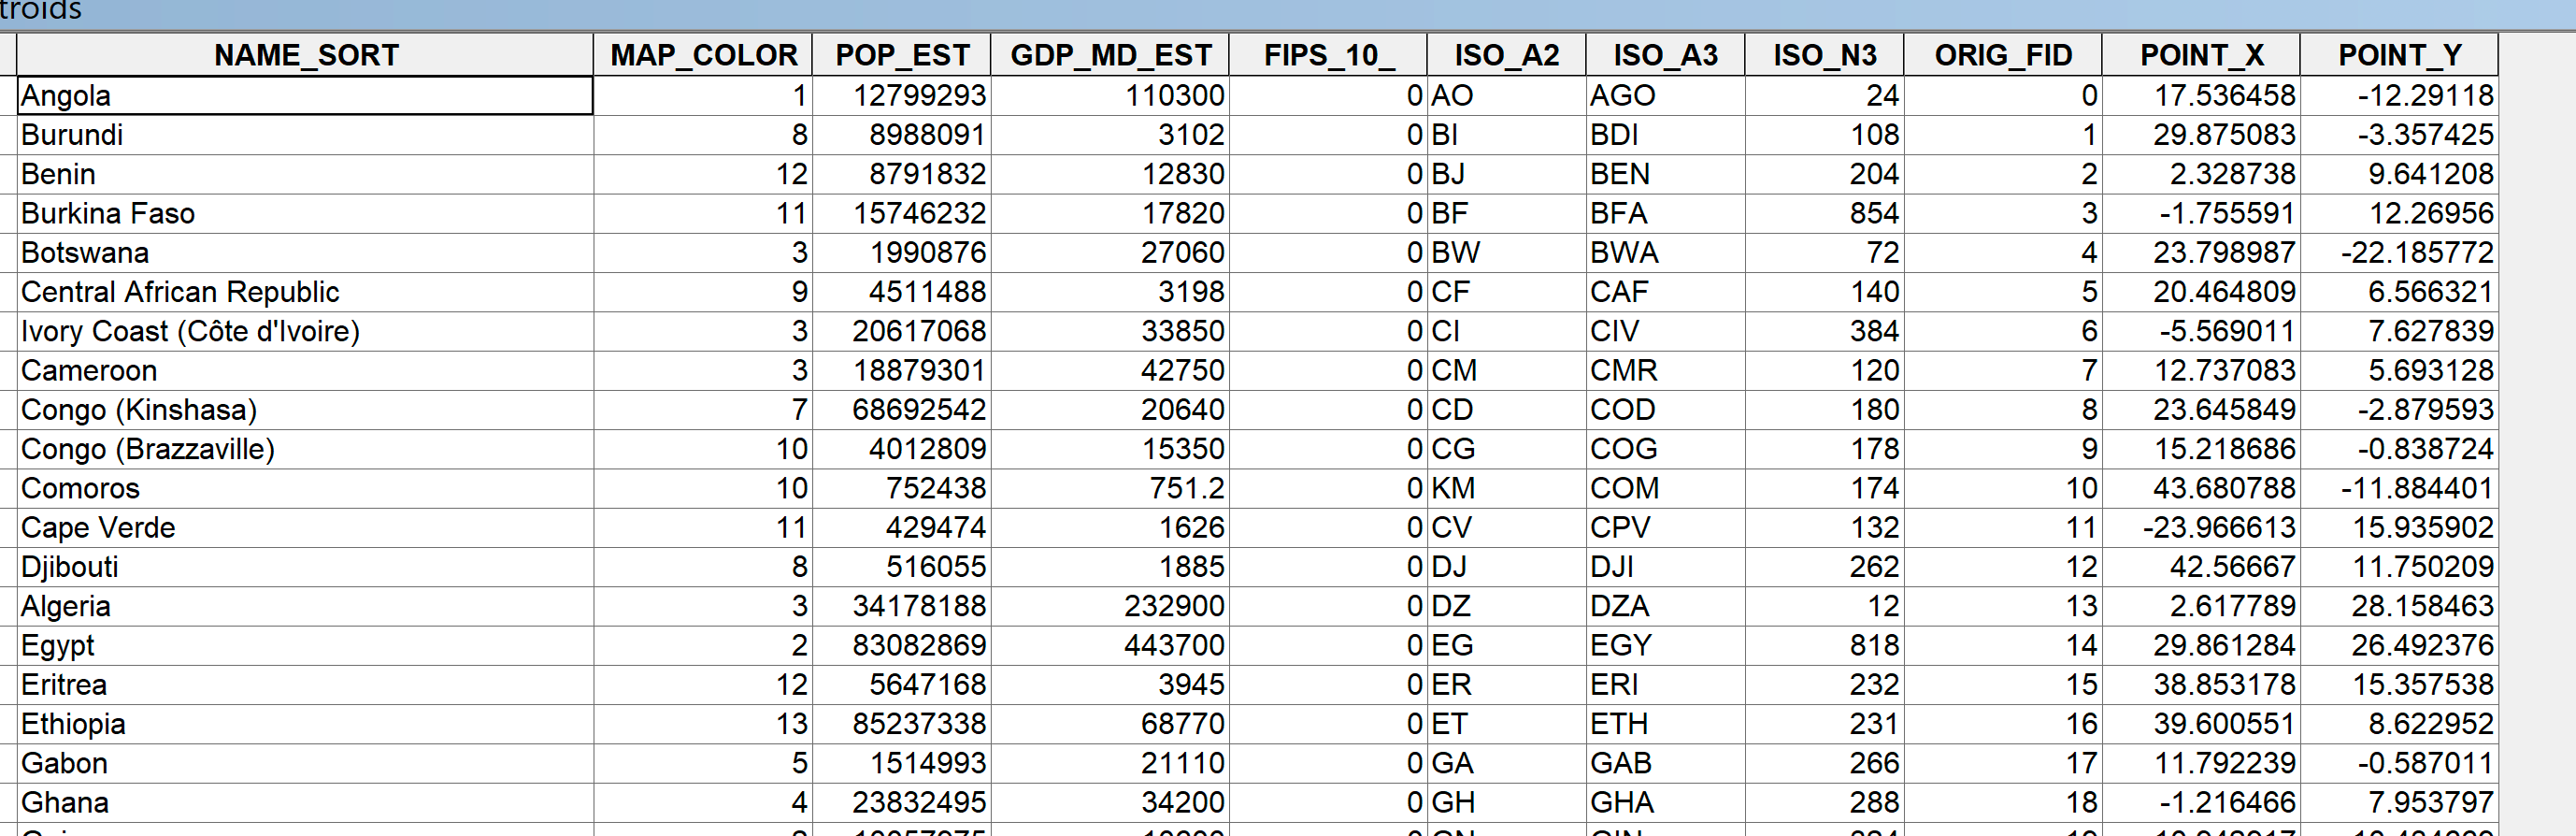 troids
NAME_SORT MAP_COLOR POP_EST GDP_MD_EST FIPS_10_ ISO_A2 ISO_A3 ISO_N3 ORIG_FID POINT_X POINT_Y
Angola 1 12799293 110300 0 AO AGO 24 0 17.536458 -12.29118
Burundi 8 8988091 3102 0 BI BDI 108 1 29.875083 -3.357425
Benin 12 8791832 12830 0 BJ BEN 204 2 2.328738 9.641208
Burkina Faso 11 15746232 17820 0 BF BFA 854 3 -1.755591 12.26956
Botswana 3 1990876 27060 0 BW BWA 72 4 23.798987 -22.185772
Central African Republic 9 4511488 3198 0 CF CAF 140 5 20.464809 6.566321
Ivory Coast (Côte d'Ivoire) 3 20617068 33850 0 CI CIV 384 6 -5.569011 7.627839
Cameroon 3 18879301 42750 0 CM CMR 120 7 12.737083 5.693128
Congo (Kinshasa) 7 68692542 20640 0 CD COD 180 8 23.645849 -2.879593
Congo (Brazzaville) 10 4012809 15350 0 CG COG 178 9 15.218686 -0.838724
Comoros 10 752438 751.2 0 KM COM 174 10 43.680788 -11.884401
Cape Verde 11 429474 1626 0 CV CPV 132 11 -23.966613 15.935902
Djibouti 8 516055 1885 0 DJ DJI 262 12 42.56667 11.750209
Algeria 3 34178188 232900 0 DZ DZA 12 13 2.617789 28.158463
Egypt 2 83082869 443700 0 EG EGY 818 14 29.861284 26.492376
Eritrea 12 5647168 3945 0 ER ERI 232 15 38.853178 15.357538
Ethiopia 13 85237338 68770 0 ET ETH 231 16 39.600551 8.622952
Gabon 5 1514993 21110 0 GA GAB 266 17 11.792239 -0.587011
Ghana 4 23832495 34200 0 GH GHA 288 18 -1.216466 7.953797